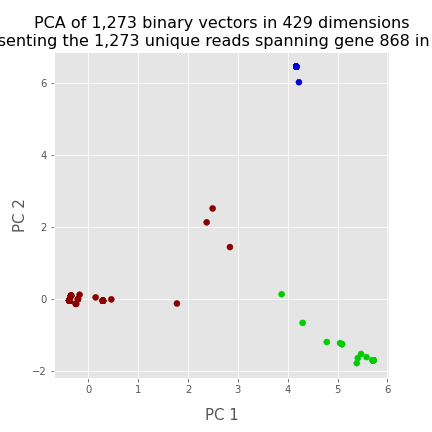 PCA of 1,273 binary vectors in 429 dimensions
senting the 1,273 unique reads spanning gene 868 in
6
4
2
0
−2
PC 2
0 1 2 3 4 5 6
PC 1